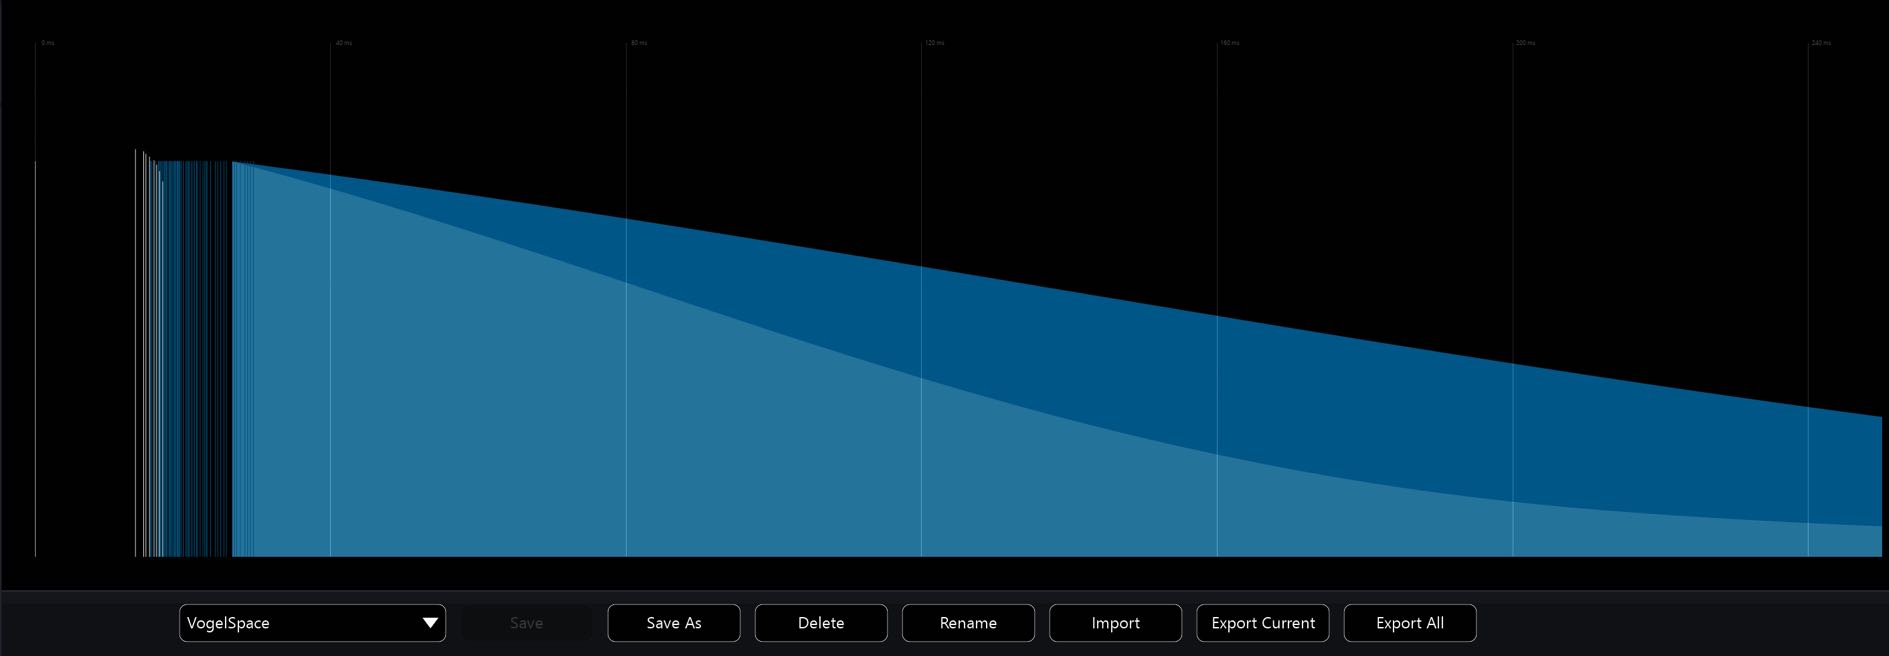 0 ms
40 ms
80 ms
120 ms
160 ms
200 ms
240 ms
VogelSpace
Save
Save As
Delete
Rename
Import
Export Current
Export All